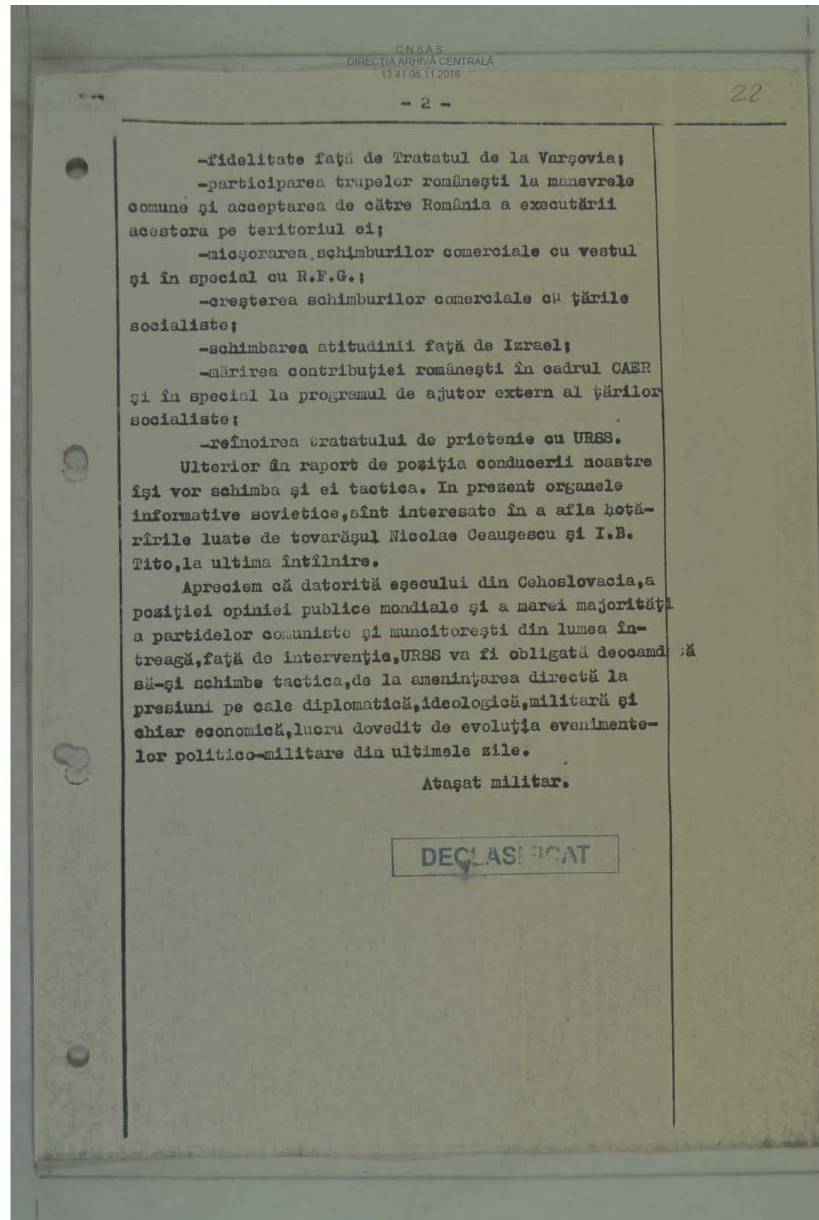 C.N.S.A.S.
DIRECȚIA ARHIVĂ CENTRALĂ
13:41 08.11.2018
- 2 -
22
-fidelitate față de Tratatul de la Varșovia;
-participarea trupelor românești la manevrele
comune și acceptarea de către România a executării
acestora pe teritoriul ei;
-micșorarea schimburilor comerciale cu vestul
și în special cu R.F.G.;
-creșterea schimburilor comerciale cu țările
socialiste;
-schimbarea atitudinii față de Izrael;
-mărirea contribuției românești în cadrul CAER
și în special la programul de ajutor extern al țărilor
socialiste;
-reînoirea tratatului de prietenie cu URSS.
Ulterior în raport de poziția conducerii noastre
își vor schimba și ei tactica. In prezent organele
informative sovietice,sînt interesate în a afla hotă-
rîrile luate de tovarășul Nicolae Ceaușescu și I.B.
Tito,la ultima întîlnire.
Apreciem că datorită eșecului din Cehoslovacia,a
poziției opiniei publice mondiale și a marei majorități
a partidelor comuniste și muncitorești din lumea în-
treagă,față de intervenție,URSS va fi obligată deocamdată
să-și schimbe tactica,de la amenințarea directă la
presiuni pe cale diplomatică,ideologică,militară și
chiar economică,lucru dovedit de evoluția evenimente-
lor politico-militare din ultimele zile.
Atașat militar.
DECLASIFICAT